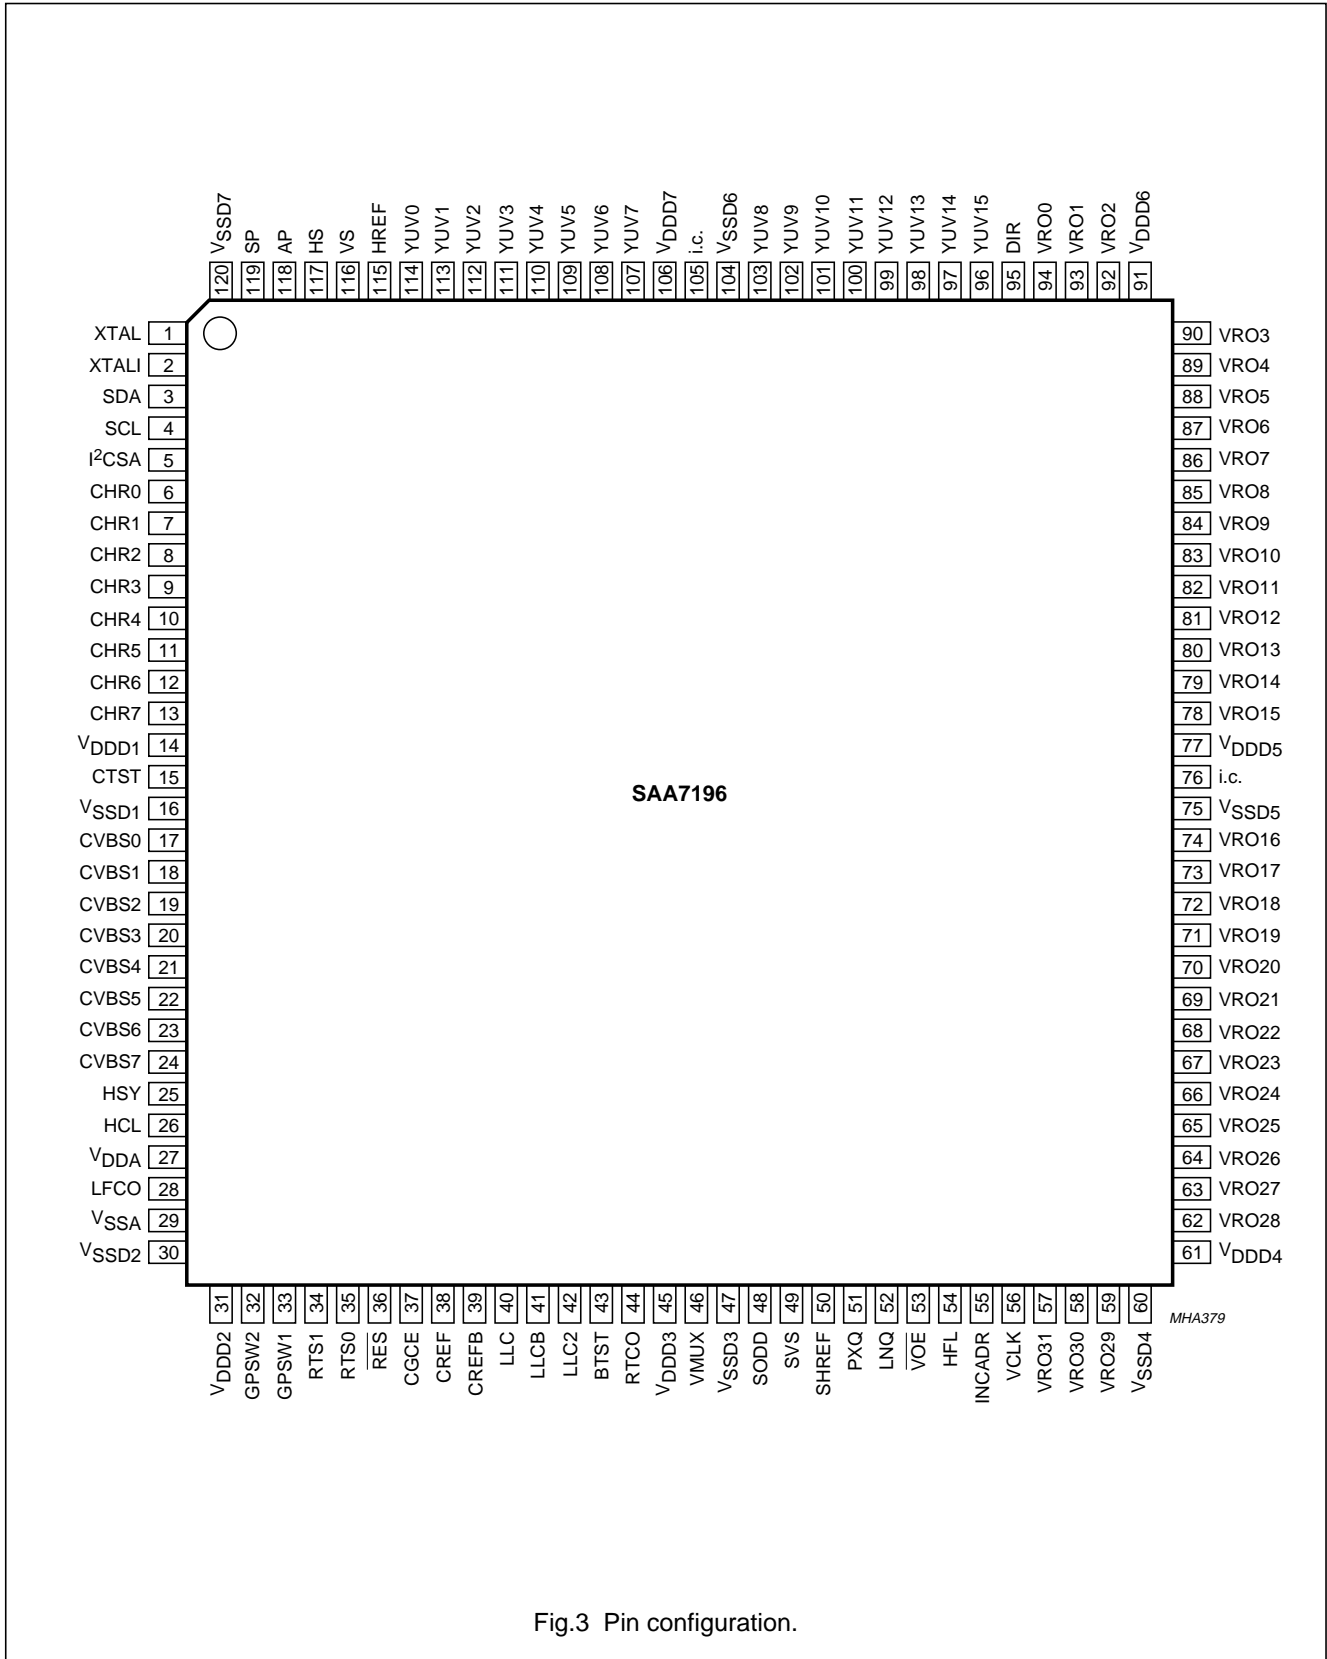 VSSD7 SP AP HS VS HREF YUV0 YUV1 YUV2 YUV3 YUV4 YUV5 YUV6 YUV7 VDDD7 i.c. VSSD6 YUV8 YUV9 YUV10 YUV11 YUV12 YUV13 YUV14 YUV15 DIR VRO0 VRO1 VRO2 VDDD6
120 119 118 117 116 115 114 113 112 111 110 109 108 107 106 105 104 103 102 101 100 99 98 97 96 95 94 93 92 91
XTAL 1 90 VRO3
XTALI 2 89 VRO4
SDA 3 88 VRO5
SCL 4 87 VRO6
I²CSA 5 86 VRO7
CHR0 6 85 VRO8
CHR1 7 84 VRO9
CHR2 8 83 VRO10
CHR3 9 82 VRO11
CHR4 10 81 VRO12
CHR5 11 80 VRO13
CHR6 12 79 VRO14
CHR7 13 78 VRO15
VDDD1 14 77 VDDD5
CTST 15 76 i.c.
SAA7196
VSSD1 16 75 VSSD5
CVBS0 17 74 VRO16
CVBS1 18 73 VRO17
CVBS2 19 72 VRO18
CVBS3 20 71 VRO19
CVBS4 21 70 VRO20
CVBS5 22 69 VRO21
CVBS6 23 68 VRO22
CVBS7 24 67 VRO23
HSY 25 66 VRO24
HCL 26 65 VRO25
VDDA 27 64 VRO26
LFCO 28 63 VRO27
VSSA 29 62 VRO28
VSSD2 30 61 VDDD4
31 32 33 34 35 36 37 38 39 40 41 42 43 44 45 46 47 48 49 50 51 52 53 54 55 56 57 58 59 60
VDDD2 GPSW2 GPSW1 RTS1 RTS0 RES CGCE CREF CREFB LLC LLCB LLC2 BTST RTCO VDDD3 VMUX VSSD3 SODD SVS SHREF PXQ LNQ VOE HFL INCADR VCLK VRO31 VRO30 VRO29 VSSD4
MHA379
Fig.3 Pin configuration.